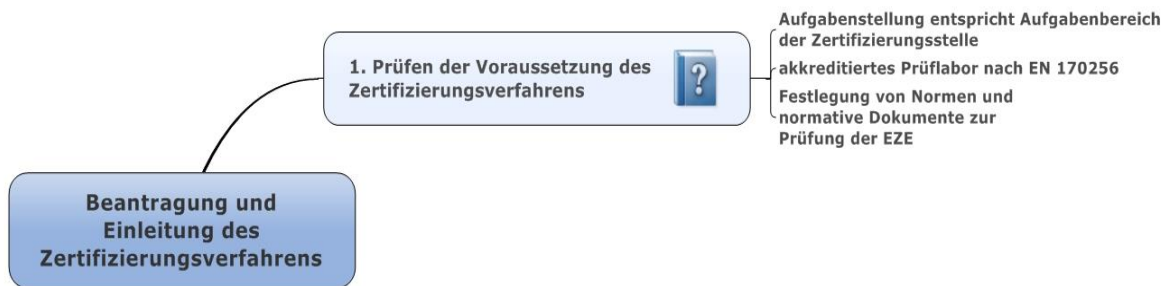 Aufgabenstellung entspricht Aufgabenbereich
der Zertifizierungsstelle
1. Prüfen der Voraussetzung des
Zertifizierungsverfahrens
akkreditiertes Prüflabor nach EN 170256
Festlegung von Normen und
normative Dokumente zur
Prüfung der EZE
Beantragung und
Einleitung des
Zertifizierungsverfahrens